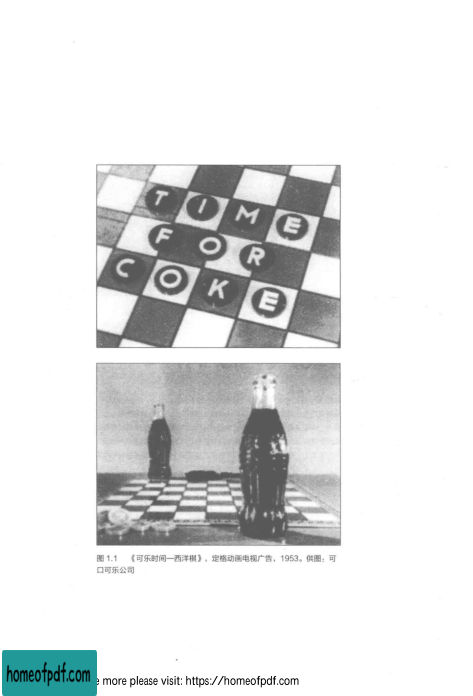 TIME
FOR
COKE
图 1.1 《可乐时间—西洋棋》，定格动画电视广告，1953。供图：可
口可乐公司
homeofpdf.com
more please visit: https://homeofpdf.com